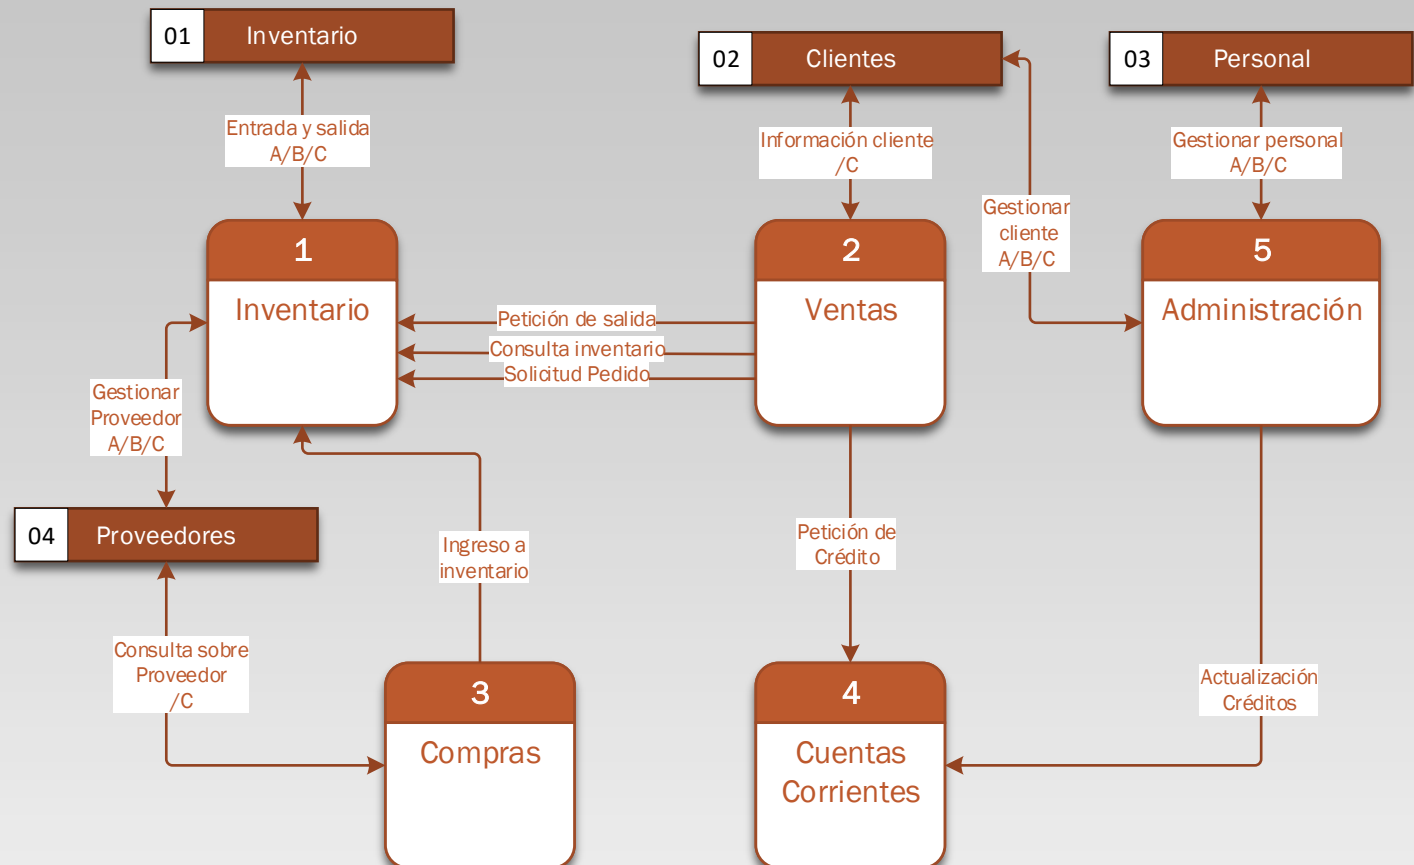 01 Inventario
02 Clientes
03 Personal
Entrada y salida
A/B/C
Información cliente
/C
Gestionar personal
A/B/C
Gestionar
cliente
A/B/C
1
Inventario
2
Ventas
5
Administración
Petición de salida
Consulta inventario
Solicitud Pedido
Gestionar
Proveedor
A/B/C
04 Proveedores
Ingreso a
inventario
Petición de
Crédito
Consulta sobre
Proveedor
/C
Actualización
Créditos
3
Compras
4
Cuentas
Corrientes